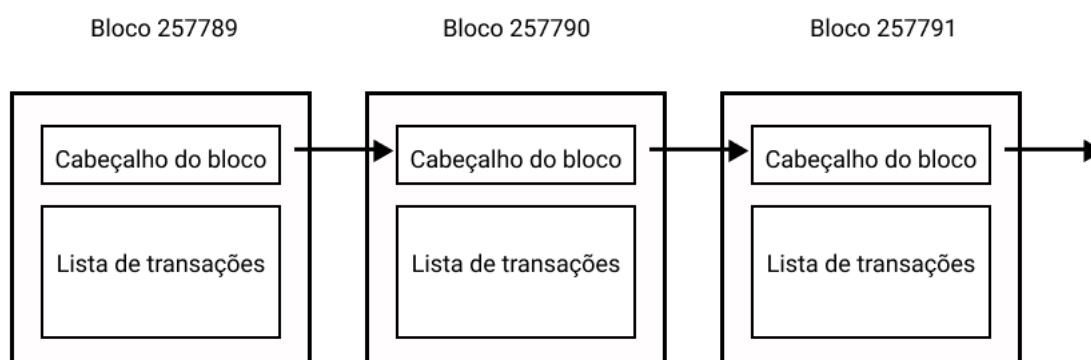 Bloco 257789
Bloco 257790
Bloco 257791
Cabeçalho do bloco
Cabeçalho do bloco
Cabeçalho do bloco
Lista de transações
Lista de transações
Lista de transações